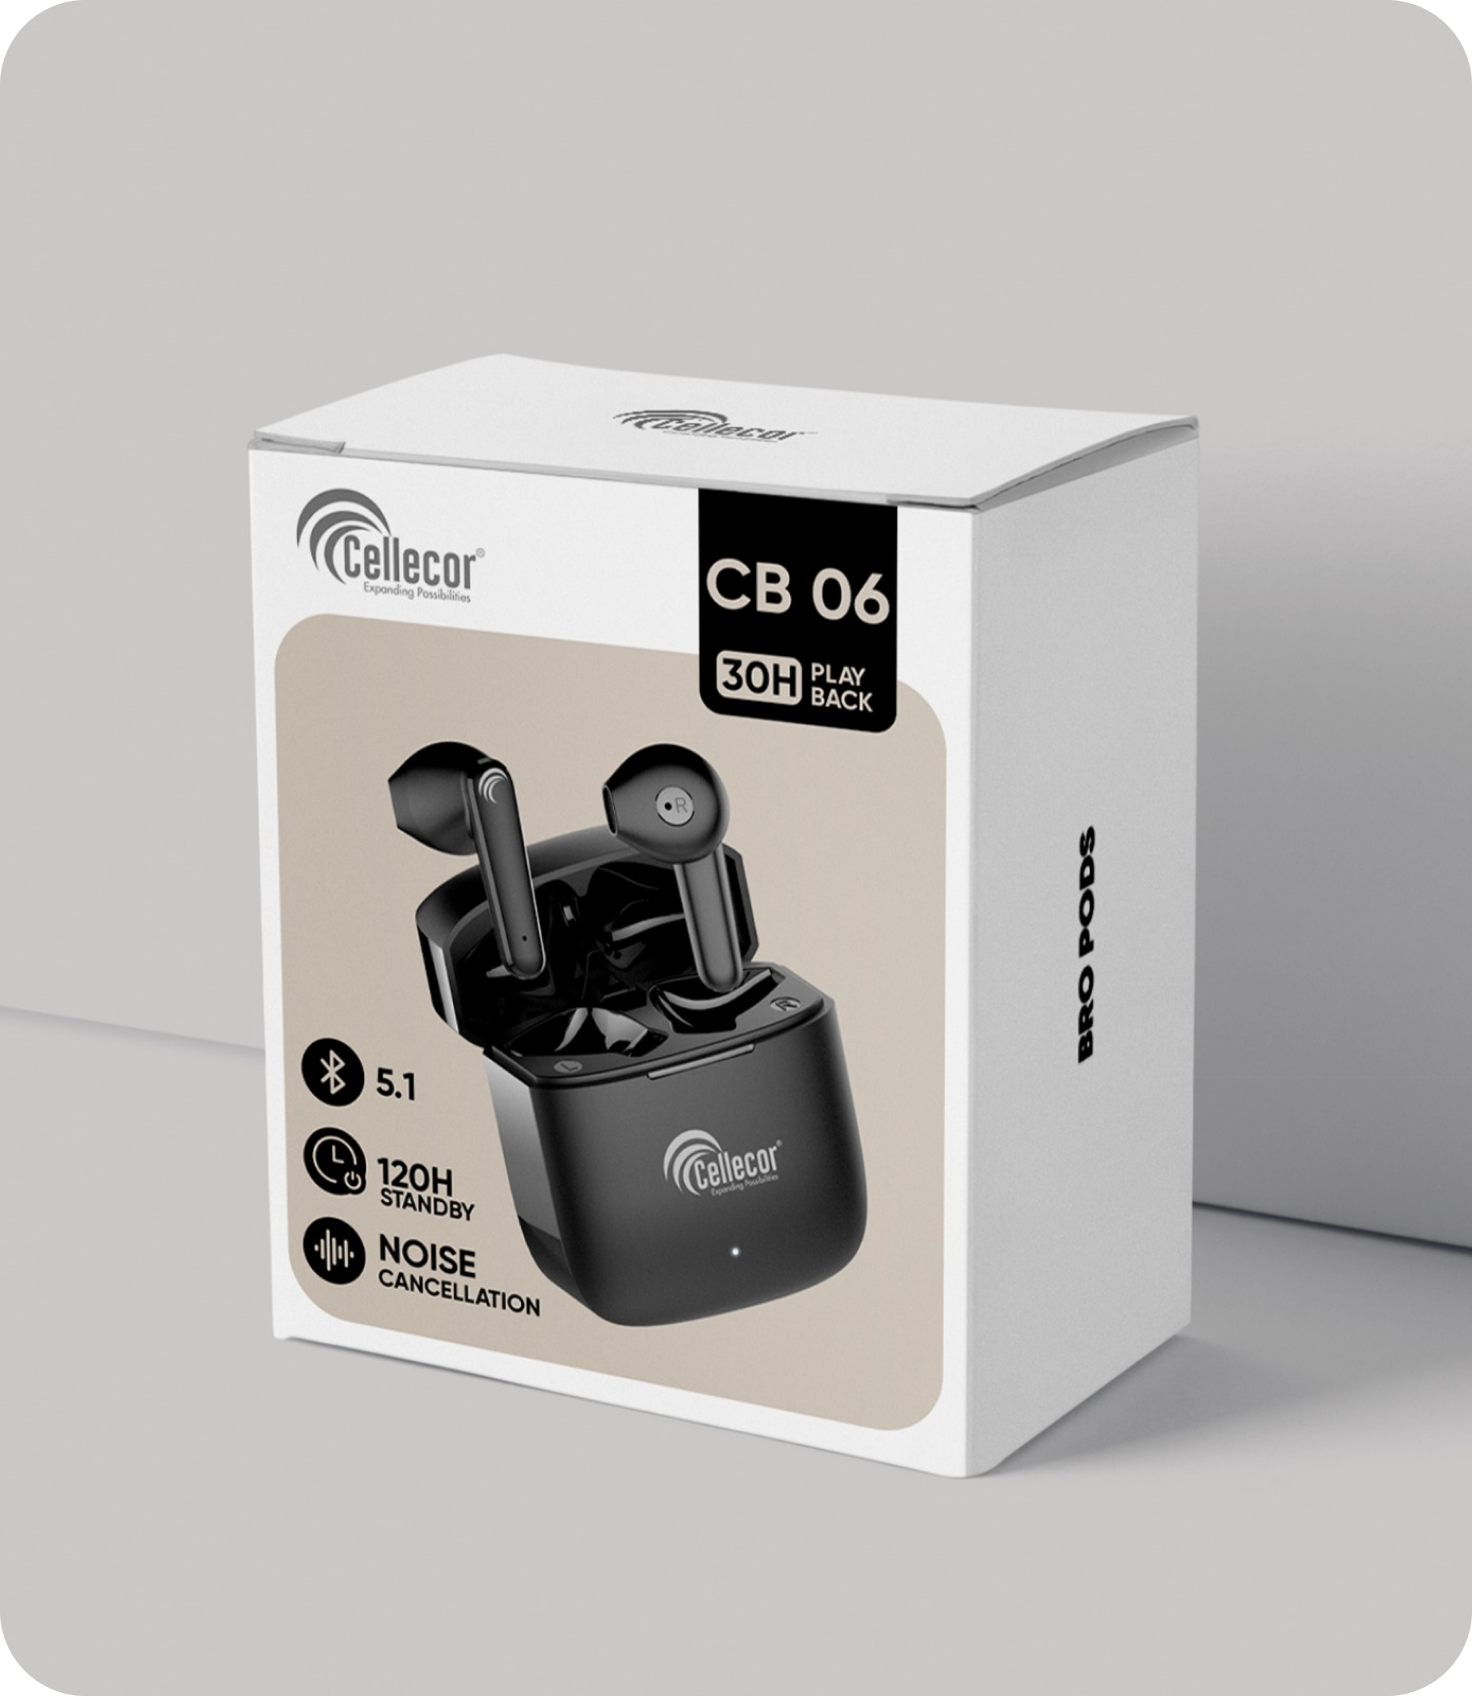 Cellecor
Cellecor®
Expanding Possibilities
CB 06
30H PLAY
BACK
R
R
L
5.1
Cellecor®
Expanding Possibilities
120H
STANDBY
NOISE
CANCELLATION
BRO PODS